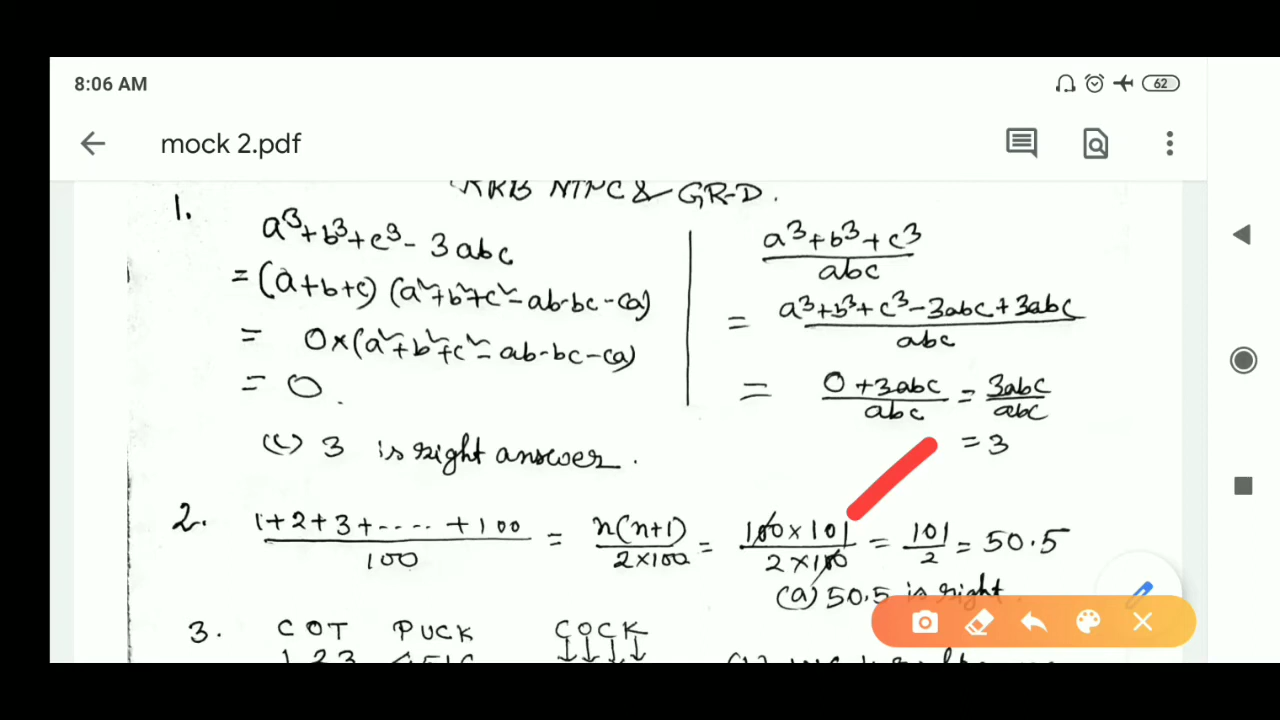 8:06 AM
62
mock 2.pdf
RRB NTPC & GR-D.
1.
a³+b³+c³- 3abc
=(a+b+c) (a²+b²+c²-ab-bc-ca)
= 0×(a²+b²+c²-ab-bc-ca)
= 0.
(c) 3 is right answer.
a³+b³+c³
abc
= a³+b³+c³-3abc+3abc
abc
= 0+3abc = 3abc
abc abc
= 3
2. 1+2+3+..... +100 = n(n+1) = 100×101 = 101 = 50.5
100 2×100 2×100 2
(a) 50.5 is right.
3. COT PUCK COCK
123